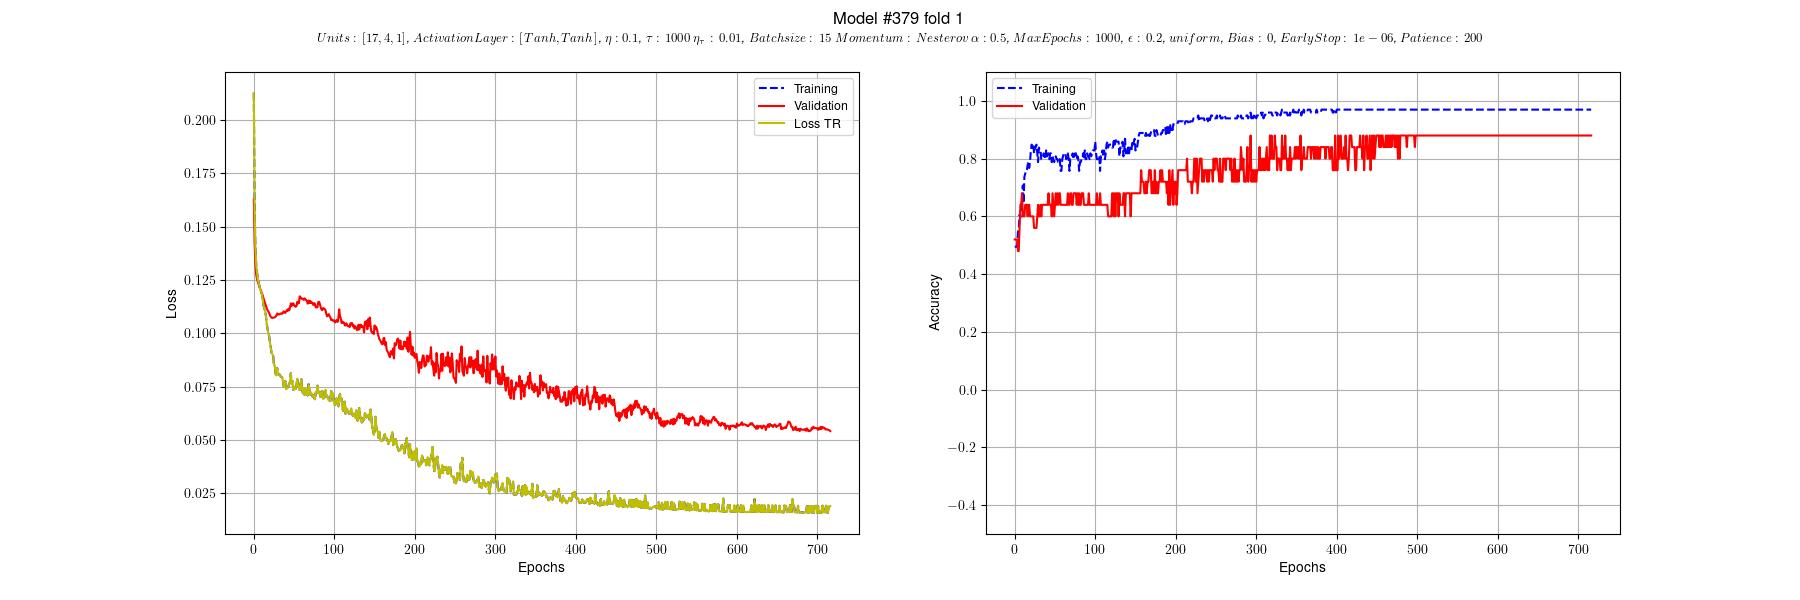 Model #379 fold 1
Units : [17, 4, 1], ActivationLayer : [Tanh, Tanh], η : 0.1, τ : 1000 η_τ : 0.01, Batchsize : 15 Momentum : Nesterov α : 0.5, MaxEpochs : 1000, ϵ : 0.2, uniform, Bias : 0, EarlyStop : 1e − 06, Patience : 200
Training
Validation
Loss TR
0.200
0.175
0.150
0.125
0.100
0.075
0.050
0.025
Loss
0 100 200 300 400 500 600 700
Epochs
Training
Validation
1.0
0.8
0.6
0.4
0.2
0.0
−0.2
−0.4
Accuracy
0 100 200 300 400 500 600 700
Epochs